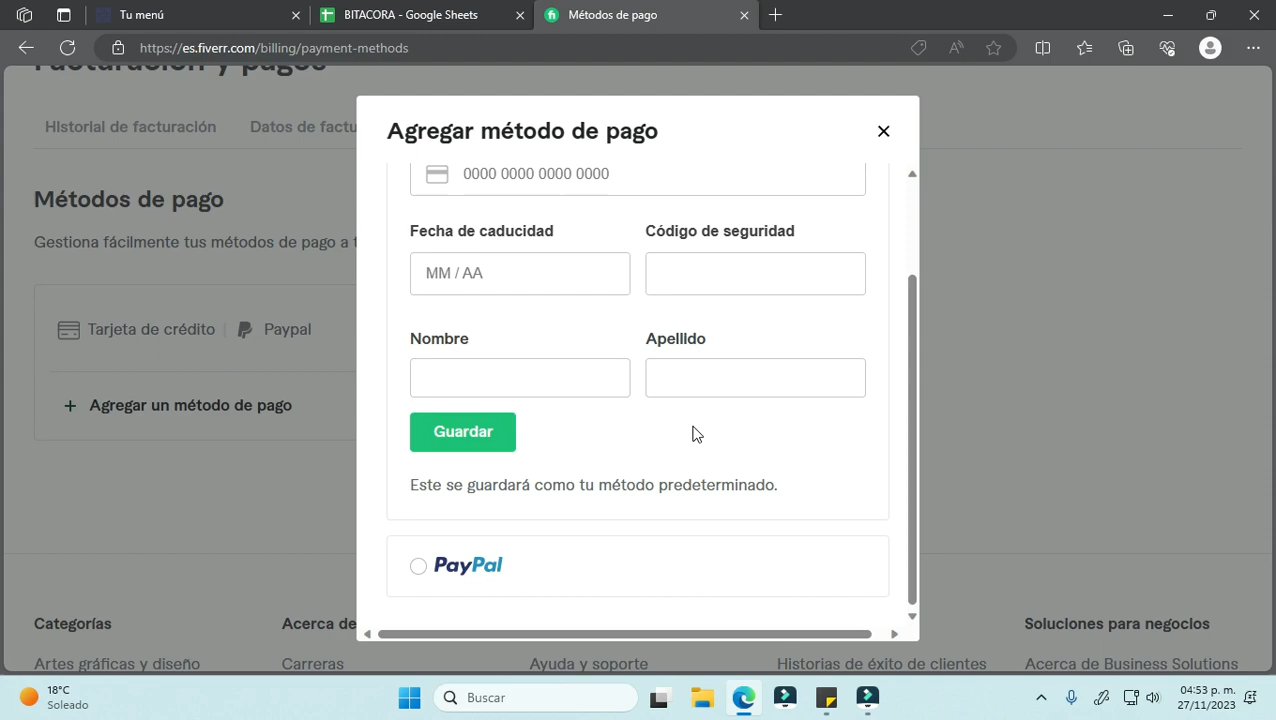 Tu menú
BITACORA - Google Sheets
Métodos de pago
https://es.fiverr.com/billing/payment-methods
Facturación y pagos
Historial de facturación
Datos de factu
Métodos de pago
Gestiona fácilmente tus métodos de pago a t
Tarjeta de crédito
Paypal
+ Agregar un método de pago
Agregar método de pago
0000 0000 0000 0000
Fecha de caducidad
Código de seguridad
MM / AA
Nombre
Apellldo
Guardar
Este se guardará como tu método predeterminado.
PayPal
Categorías
Acerca de
Soluciones para negocios
Artes gráficas y diseño
Carreras
Ayuda y soporte
Historias de éxito de clientes
Acerca de Business Solutions
18°C
Soleado
Buscar
04:53 p. m.
27/11/2023